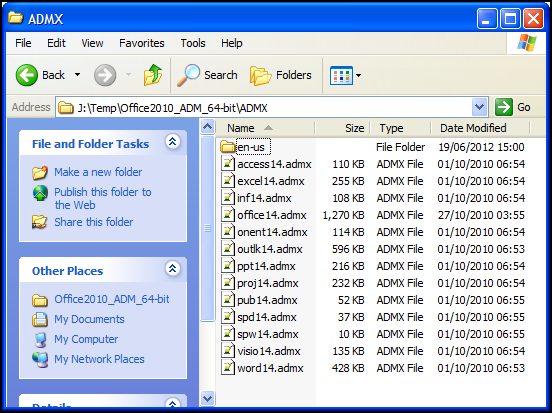 ADMX
File Edit View Favorites Tools Help
Back Search Folders
Address J:\Temp\Office2010_ADM_64-bit\ADMX Go
File and Folder Tasks
Make a new folder
Publish this folder to
the Web
Share this folder
Other Places
Office2010_ADM_64-bit
My Documents
My Computer
My Network Places
Details
Name Size Type Date Modified
en-us File Folder 19/06/2012 15:00
access14.admx 110 KB ADMX File 01/10/2010 06:54
excel14.admx 255 KB ADMX File 01/10/2010 06:54
inf14.admx 108 KB ADMX File 01/10/2010 06:54
office14.admx 1,270 KB ADMX File 27/10/2010 03:55
onent14.admx 114 KB ADMX File 01/10/2010 06:54
outlk14.admx 596 KB ADMX File 01/10/2010 06:53
ppt14.admx 216 KB ADMX File 01/10/2010 06:54
proj14.admx 232 KB ADMX File 01/10/2010 06:54
pub14.admx 52 KB ADMX File 01/10/2010 06:55
spd14.admx 37 KB ADMX File 01/10/2010 06:55
spw14.admx 10 KB ADMX File 01/10/2010 06:55
visio14.admx 135 KB ADMX File 01/10/2010 06:54
word14.admx 428 KB ADMX File 01/10/2010 06:53